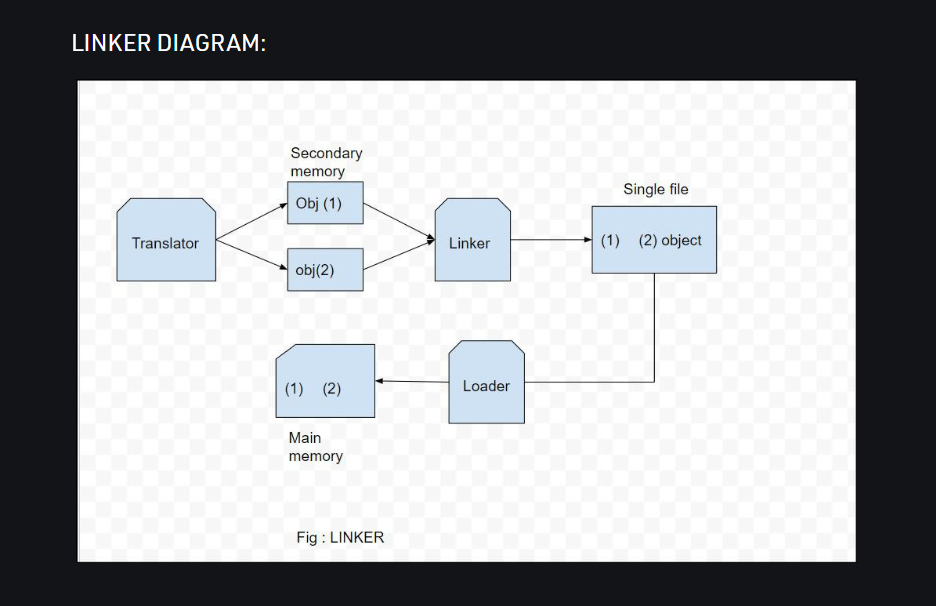 LINKER DIAGRAM:
Secondary
memory
Obj (1)
Single file
Translator
Linker
(1) (2) object
obj(2)
Loader
(1) (2)
Main
memory
Fig : LINKER